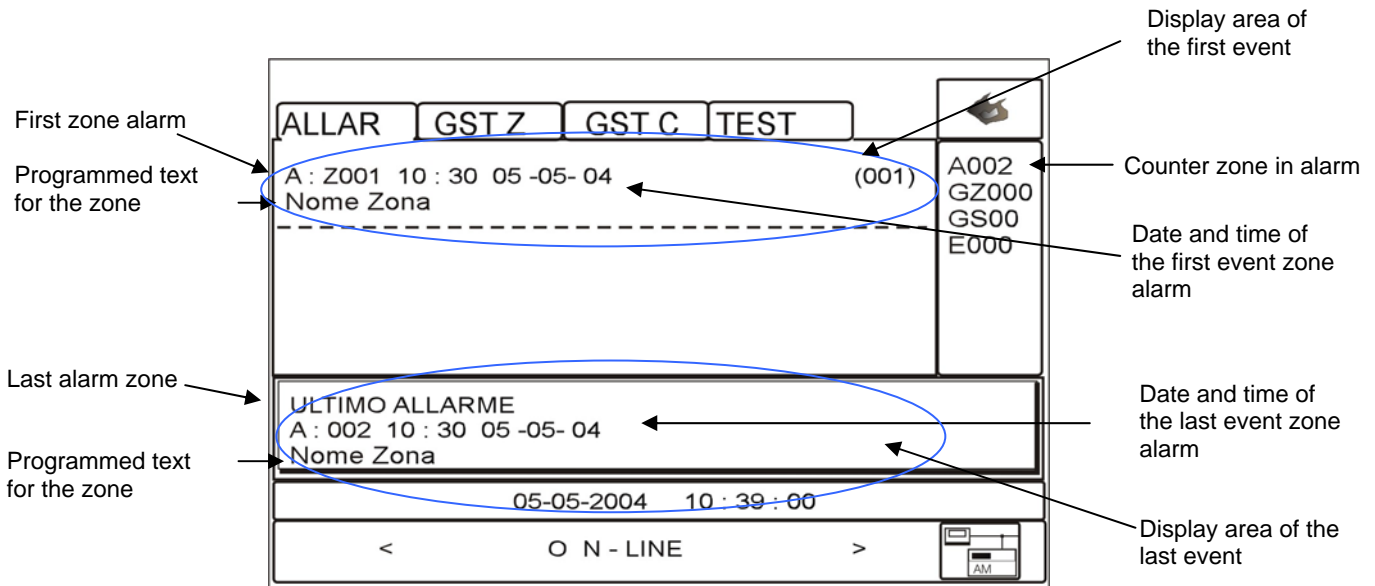 Display area of
the first event
First zone alarm
Programmed text
for the zone
ALLAR GST Z GST C TEST
A : Z001 10 : 30 05 -05- 04 (001)
Nome Zona
A002
GZ000
GS00
E000
Counter zone in alarm
Date and time of
the first event zone
alarm
Last alarm zone
Programmed text
for the zone
ULTIMO ALLARME
A : 002 10 : 30 05 -05- 04
Nome Zona
Date and time of
the last event zone
alarm
05-05-2004 10 : 39 : 00
< O N - LINE >
AM
Display area of the
last event